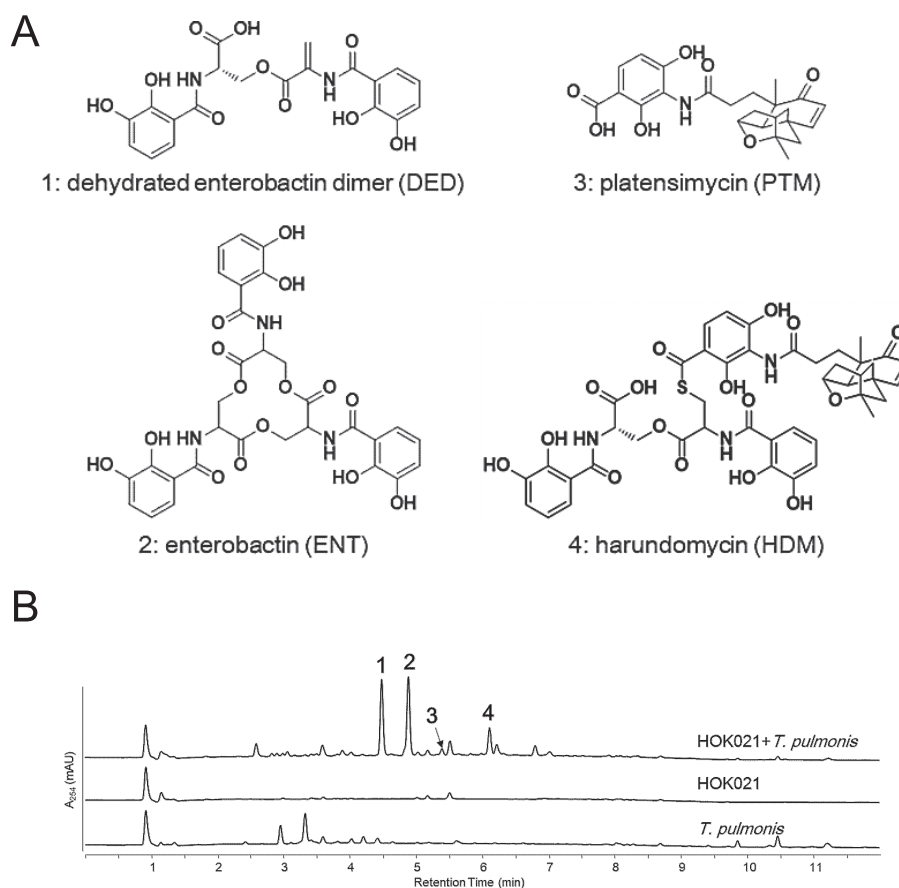 A
1: dehydrated enterobactin dimer (DED)
3: platensimycin (PTM)
2: enterobactin (ENT)
4: harundomycin (HDM)
B
1
2
3
4
HOK021+T. pulmonis
HOK021
T. pulmonis
A254 (mAU)
1 2 3 4 5 6 7 8 9 10 11
Retention Time (min)